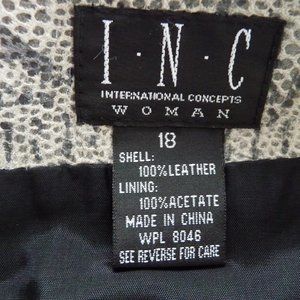 I·N·C
INTERNATIONAL CONCEPTS
WOMAN
18
SHELL:
100%LEATHER
LINING:
100%ACETATE
MADE IN CHINA
WPL 8046
SEE REVERSE FOR CARE